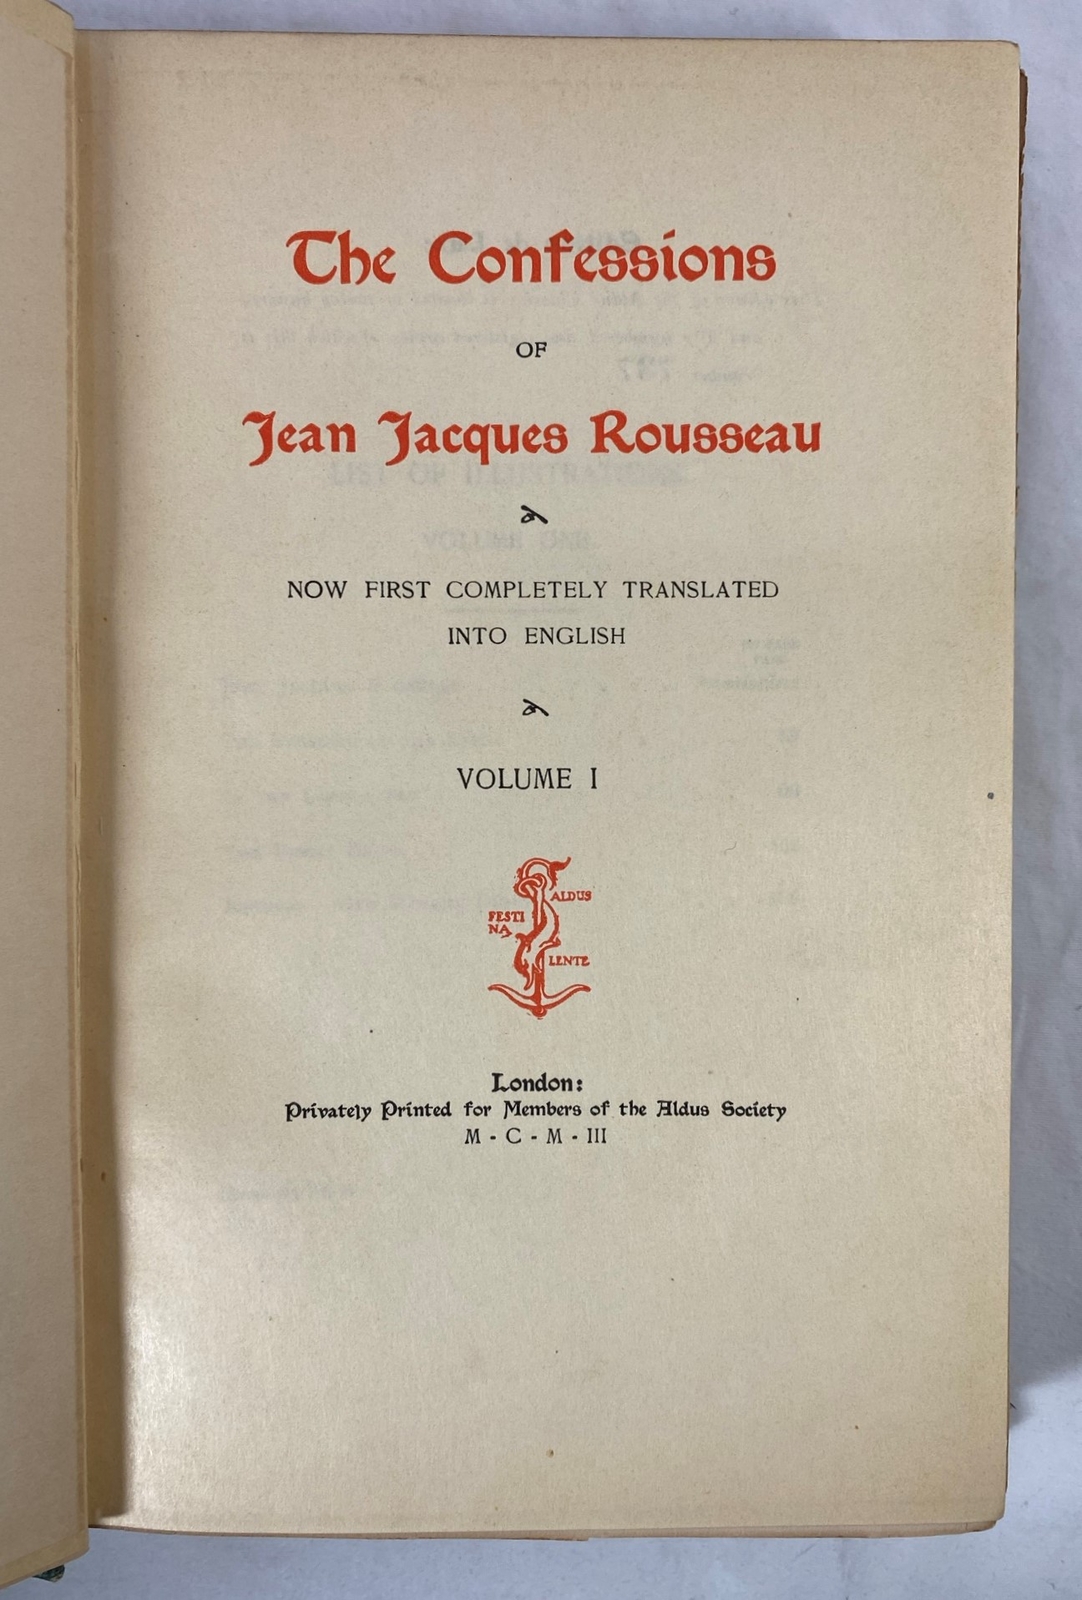 The Confessions
OF
Jean Jacques Rousseau
NOW FIRST COMPLETELY TRANSLATED
INTO ENGLISH
VOLUME I
ALDUS
FESTI
NA
LENTE
London:
Privately Printed for Members of the Aldus Society
M - C - M - III